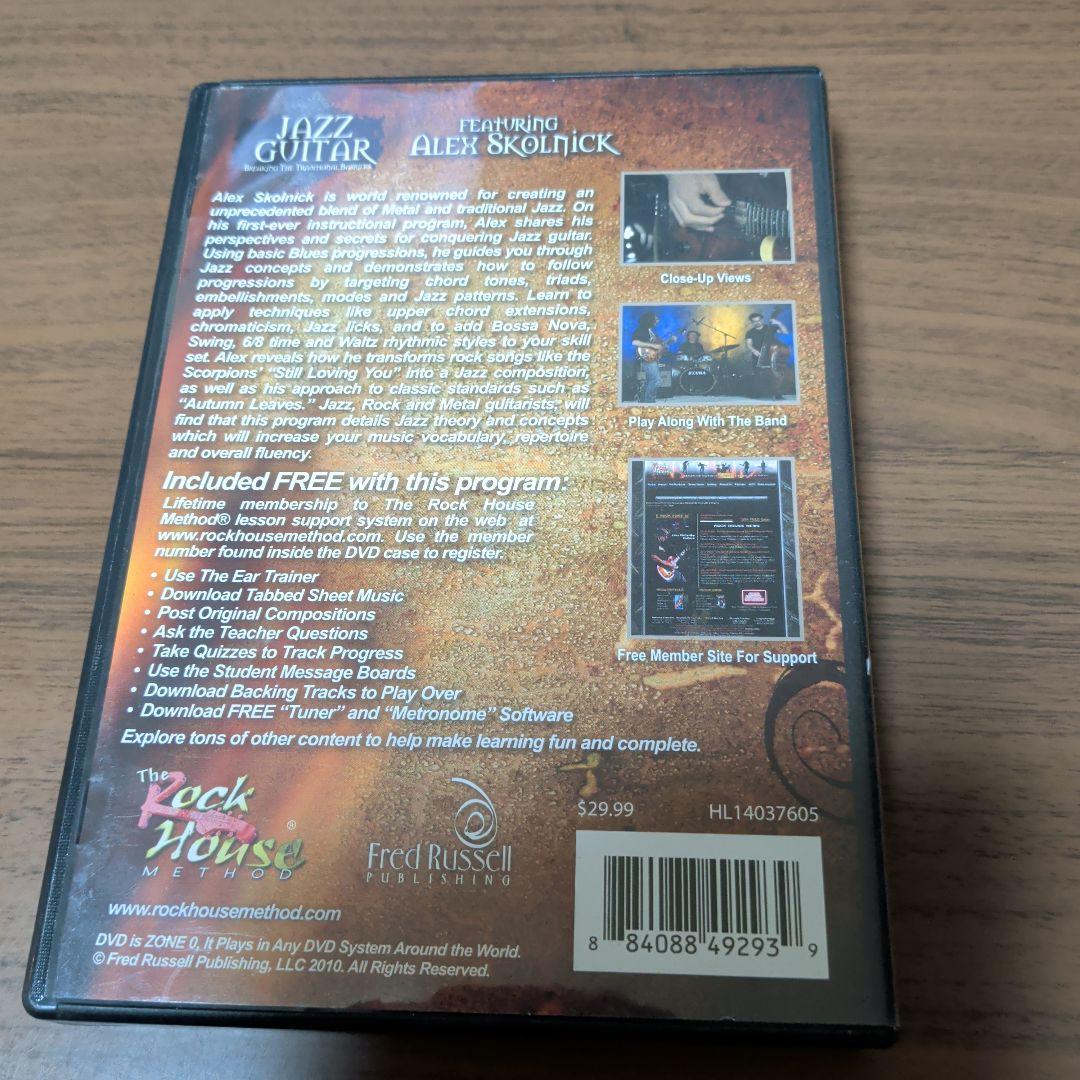 JAZZ
GUITAR
BREAKING THE TRADITIONAL BARRIERS
FEATURING
ALEX SKOLNICK
Alex Skolnick is world renowned for creating an
unprecedented blend of Metal and traditional Jazz. On
his first-ever instructional program, Alex shares his
perspectives and secrets for conquering Jazz guitar.
Using basic Blues progressions, he guides you through
Jazz concepts and demonstrates how to follow
progressions by targeting chord tones, triads,
embellishments, modes and Jazz patterns. Learn to
apply techniques like upper chord extensions,
chromaticism, Jazz licks, and to add Bossa Nova,
Swing, 6/8 time and Waltz rhythmic styles to your skill
set. Alex reveals how he transforms rock songs like the
Scorpions' "Still Loving You" into a Jazz composition,
as well as his approach to classic standards such as
"Autumn Leaves." Jazz, Rock and Metal guitarists, will
find that this program details Jazz theory and concepts
which will increase your music vocabulary, repertoire
and overall fluency.
Close-Up Views
Play Along With The Band
ROCK HOUSE NEWS
Free Member Site For Support
Included FREE with this program:
Lifetime membership to The Rock House
Method® lesson support system on the web at
www.rockhousemethod.com. Use the member
number found inside the DVD case to register.
• Use The Ear Trainer
• Download Tabbed Sheet Music
• Post Original Compositions
• Ask the Teacher Questions
• Take Quizzes to Track Progress
• Use the Student Message Boards
• Download Backing Tracks to Play Over
• Download FREE "Tuner" and "Metronome" Software
Explore tons of other content to help make learning fun and complete.
The
Rock
House®
METHOD
Fred Russell
PUBLISHING
$29.99 HL14037605
8 84088 49293 9
www.rockhousemethod.com
DVD is ZONE 0, It Plays in Any DVD System Around the World.
© Fred Russell Publishing, LLC 2010. All Rights Reserved.